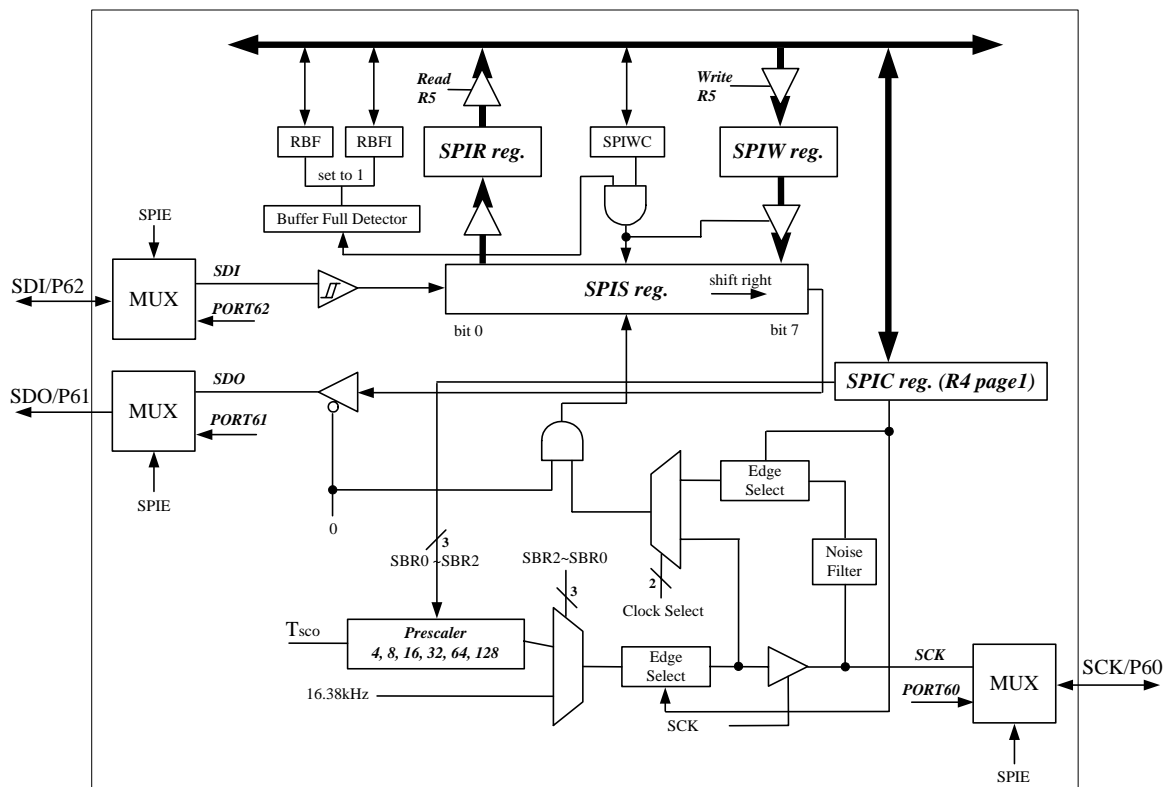 Read
R5
Write
R5
RBF
RBFI
SPIR reg.
SPIWC
SPIW reg.
set to 1
Buffer Full Detector
SPIE
SDI/P62
MUX
SDI
PORT62
SPIS reg.
shift right
bit 0
bit 7
SPIC reg. (R4 page1)
SDO/P61
MUX
SDO
PORT61
SPIE
0
Edge
Select
Noise
Filter
3
SBR0 ~SBR2
SBR2~SBR0
3
2
Clock Select
Tsco
Prescaler
4, 8, 16, 32, 64, 128
16.38kHz
Edge
Select
SCK
SCK
PORT60
MUX
SCK/P60
SPIE